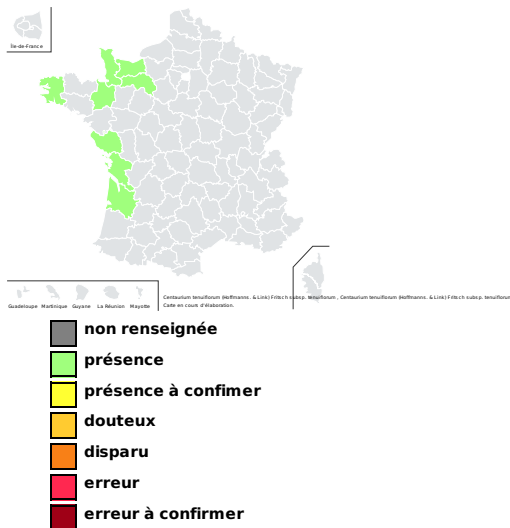 Île-de-France
Guadeloupe Martinique Guyane La Réunion Mayotte
Centaurium tenuiflorum (Hoffmanns. & Link) Fritsch subsp. tenuiflorum , Centaurium tenuiflorum (Hoffmanns. & Link) Fritsch subsp. tenuiflorum
Carte en cours d'élaboration.
non renseignée
présence
présence à confimer
douteux
disparu
erreur
erreur à confirmer